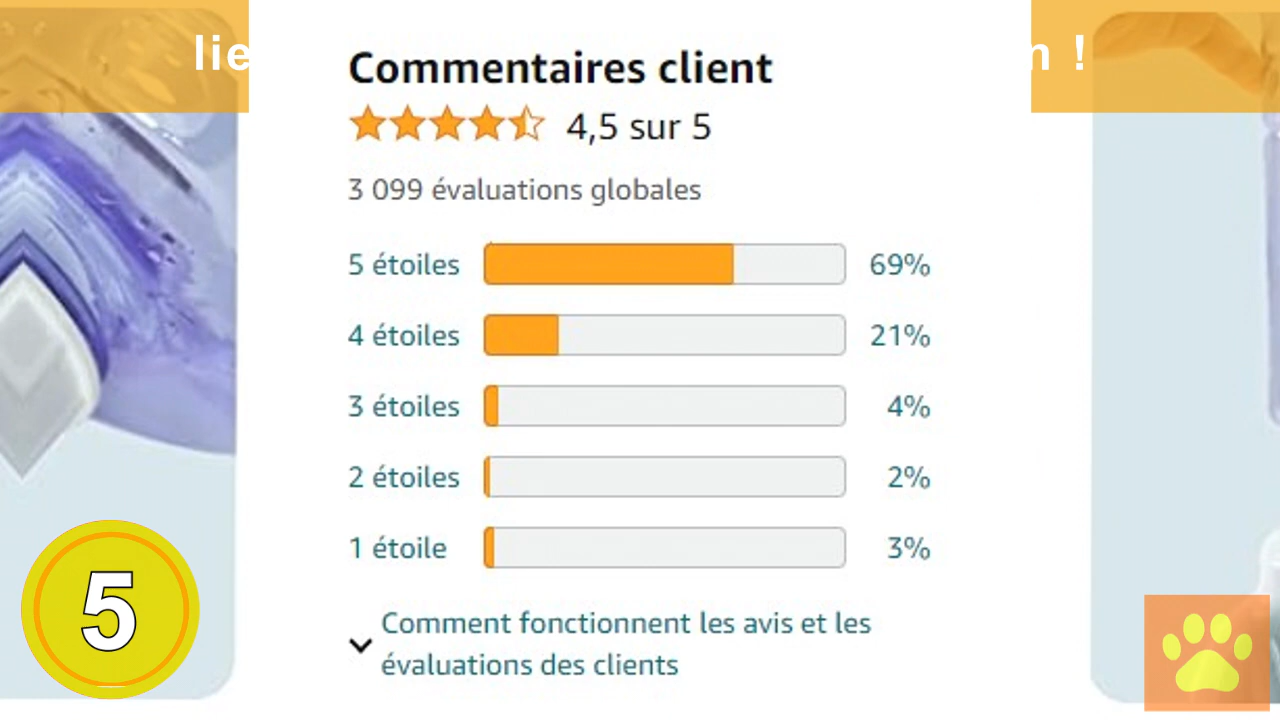 Commentaires client
4,5 sur 5
3 099 évaluations globales
5 étoiles 69%
4 étoiles 21%
3 étoiles 4%
2 étoiles 2%
1 étoile 3%
Comment fonctionnent les avis et les
évaluations des clients
5